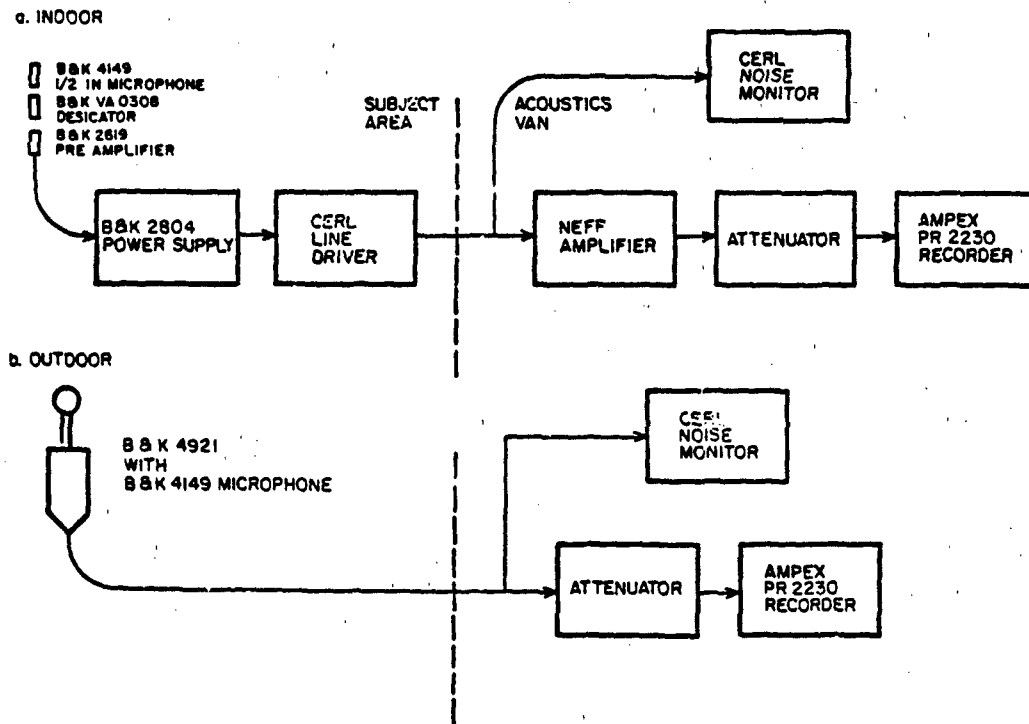 a. INDOOR
B&K 4149
1/2 IN MICROPHONE
B&K VA 0308
DESICATOR
B&K 2619
PRE AMPLIFIER
SUBJECT
AREA
ACOUSTICS
VAN
CERL
NOISE
MONITOR
B&K 2804
POWER SUPPLY
CERL
LINE
DRIVER
NEFF
AMPLIFIER
ATTENUATOR
AMPEX
PR 2230
RECORDER
b. OUTDOOR
B & K 4921
WITH
B&K 4149 MICROPHONE
CERL
NOISE
MONITOR
ATTENUATOR
AMPEX
PR 2230
RECORDER